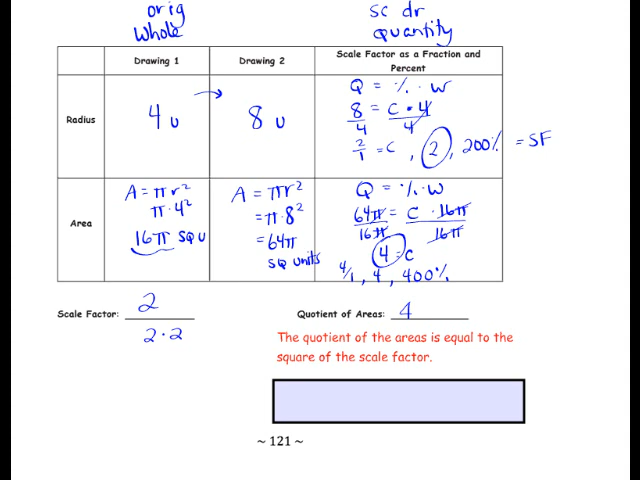 orig
Whole
sc dr
quantity
Drawing 1
Drawing 2
Scale Factor as a Fraction and
Percent
Radius
4 u
8 u
Q = % · W
8/4 = C · 4/4
2/1 = C , 2 , 200% = SF
Area
A = πr²
π·4²
16π SQ U
A = πr²
= π·8²
= 64π
SQ units
Q = % · W
64π/16π = C · 16π/16π
4 = C
4/1, 4, 400%
Scale Factor: 2
2·2
Quotient of Areas: 4
The quotient of the areas is equal to the
square of the scale factor.
~ 121 ~